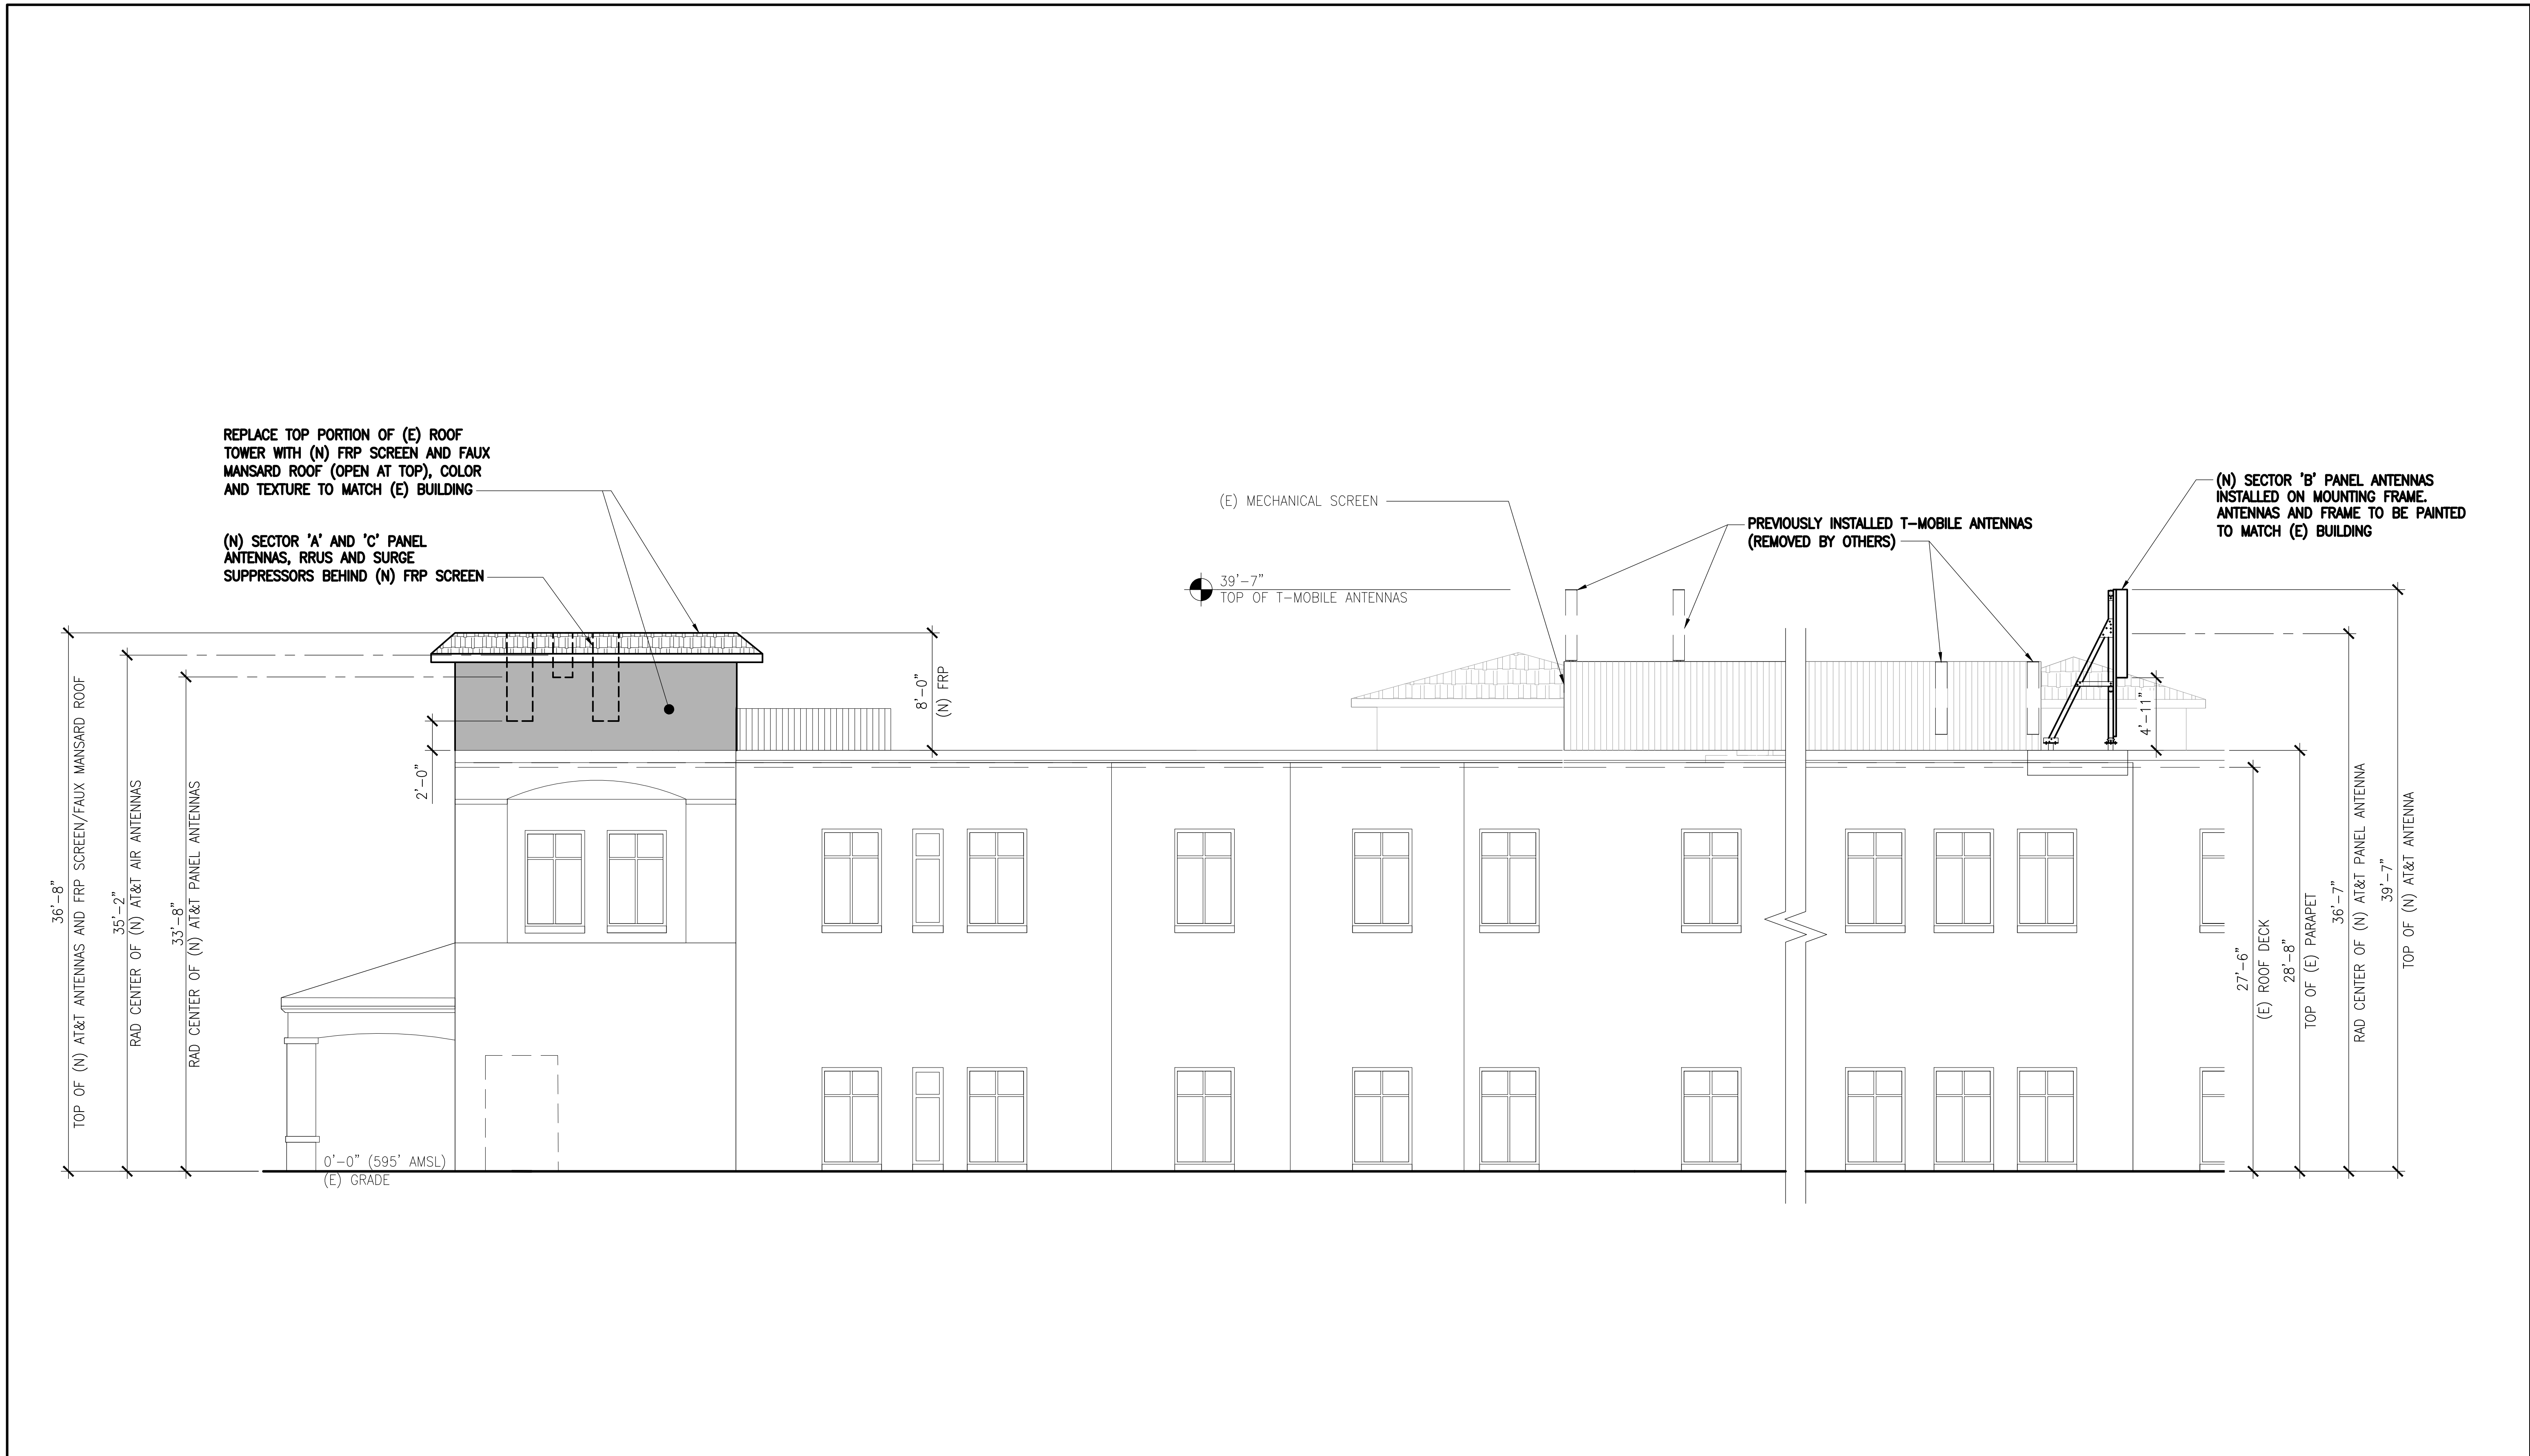 REPLACE TOP PORTION OF (E) ROOF
TOWER WITH (N) FRP SCREEN AND FAUX
MANSARD ROOF (OPEN AT TOP), COLOR
AND TEXTURE TO MATCH (E) BUILDING
(N) SECTOR 'A' AND 'C' PANEL
ANTENNAS, RRUS AND SURGE
SUPPRESSORS BEHIND (N) FRP SCREEN
(E) MECHANICAL SCREEN
PREVIOUSLY INSTALLED T-MOBILE ANTENNAS
(REMOVED BY OTHERS)
(N) SECTOR 'B' PANEL ANTENNAS
INSTALLED ON MOUNTING FRAME.
ANTENNAS AND FRAME TO BE PAINTED
TO MATCH (E) BUILDING
39'-7"
TOP OF T-MOBILE ANTENNAS
36'-8"
TOP OF (N) AT&T ANTENNAS AND FRP SCREEN/FAUX MANSARD ROOF
35'-2"
RAD CENTER OF (N) AT&T AIR ANTENNAS
33'-8"
RAD CENTER OF (N) AT&T PANEL ANTENNAS
2'-0"
8'-0"
(N) FRP
4'-11"
27'-6"
(E) ROOF DECK
28'-8"
TOP OF (E) PARAPET
36'-7"
RAD CENTER OF (N) AT&T PANEL ANTENNA
39'-7"
TOP OF (N) AT&T ANTENNA
0'-0" (595' AMSL)
(E) GRADE